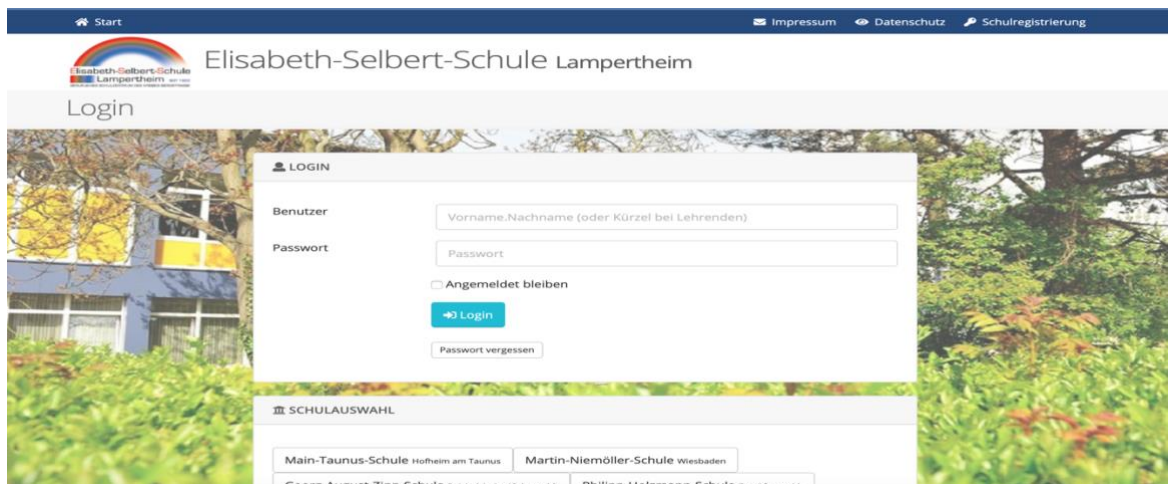 Start
Impressum Datenschutz Schulregistrierung
Elisabeth-Selbert-Schule
Lampertheim
Elisabeth-Selbert-Schule Lampertheim
Login
LOGIN
Benutzer
Vorname.Nachname (oder Kürzel bei Lehrenden)
Passwort
Passwort
Angemeldet bleiben
Login
Passwort vergessen
SCHULAUSWAHL
Main-Taunus-Schule Hofheim am Taunus Martin-Niemöller-Schule Wiesbaden